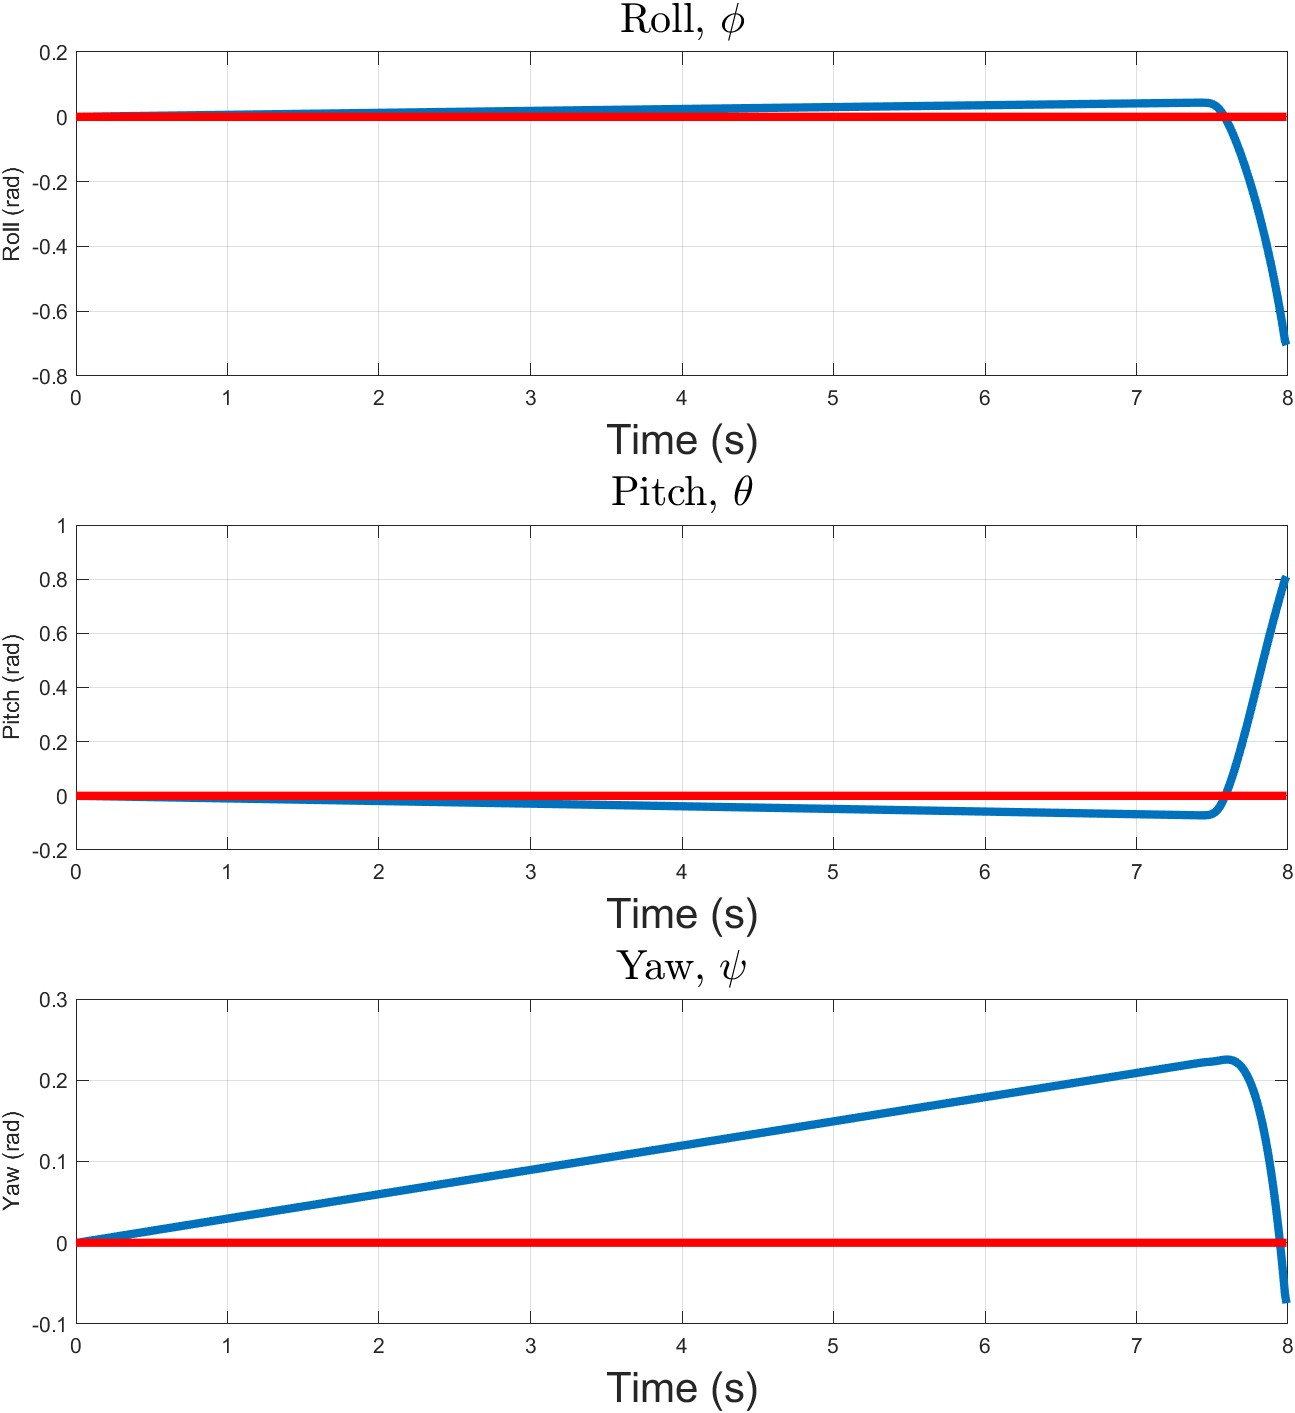 Roll, ϕ
0.2
0
-0.2
-0.4
-0.6
-0.8
Roll (rad)
0 1 2 3 4 5 6 7 8
Time (s)
Pitch, θ
1
0.8
0.6
0.4
0.2
0
-0.2
Pitch (rad)
0 1 2 3 4 5 6 7 8
Time (s)
Yaw, ψ
0.3
0.2
0.1
0
-0.1
Yaw (rad)
0 1 2 3 4 5 6 7 8
Time (s)